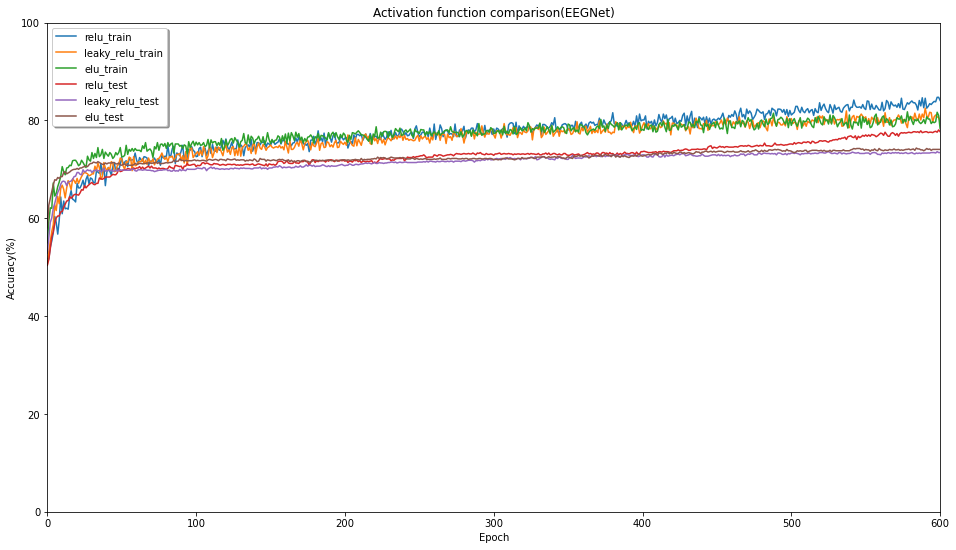 Activation function comparison(EEGNet)
relu_train
leaky_relu_train
elu_train
relu_test
leaky_relu_test
elu_test
100
80
60
40
20
0
Accuracy(%)
0 100 200 300 400 500 600
Epoch